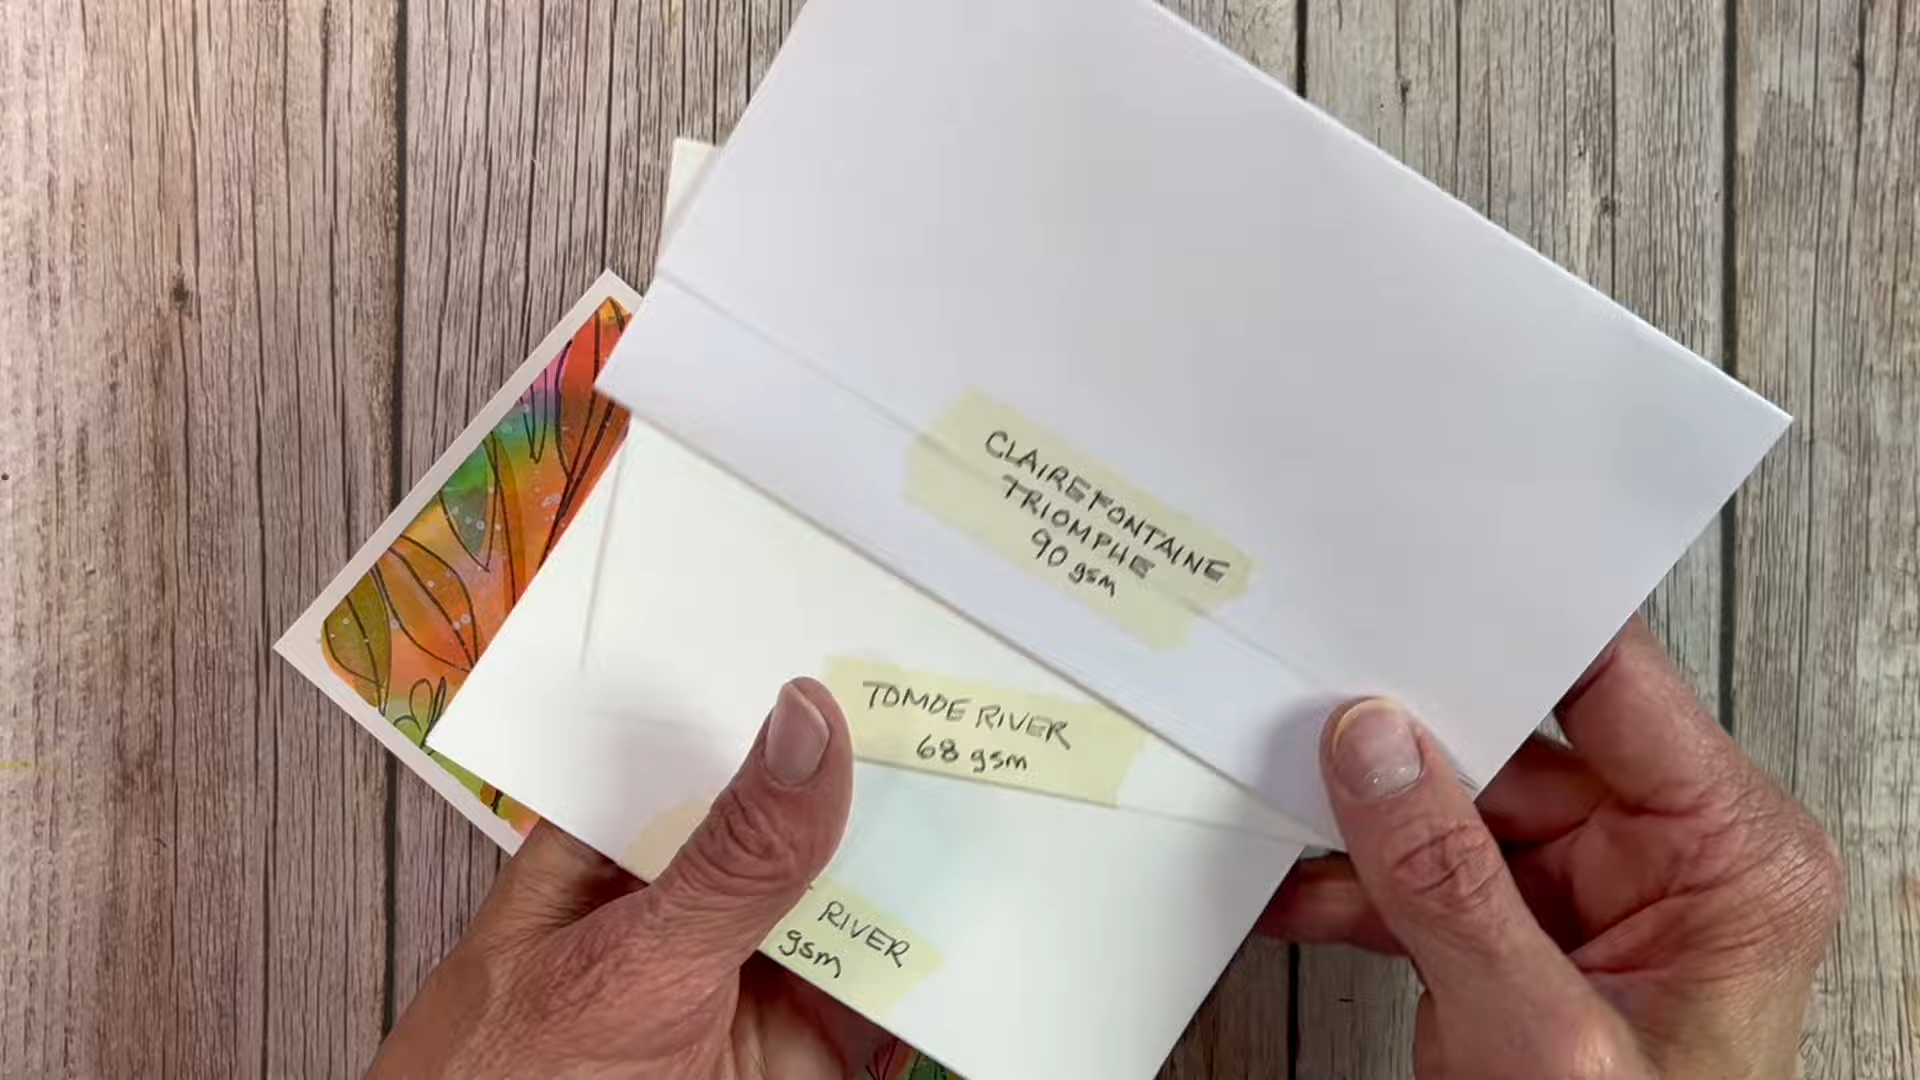 CLAIREFONTAINE
TRIOMPHE
90 gsm
TOMOE RIVER
68 gsm
RIVER
gsm